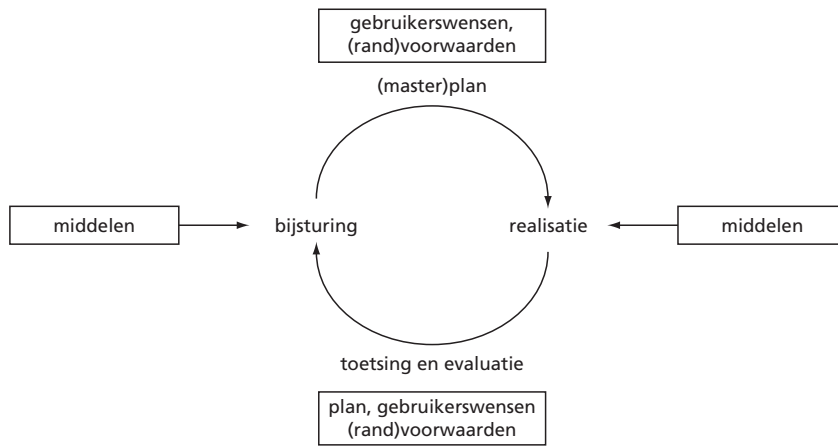 gebruikerswensen,
(rand)voorwaarden
(master)plan
middelen
bijsturing
realisatie
middelen
toetsing en evaluatie
plan, gebruikerswensen
(rand)voorwaarden